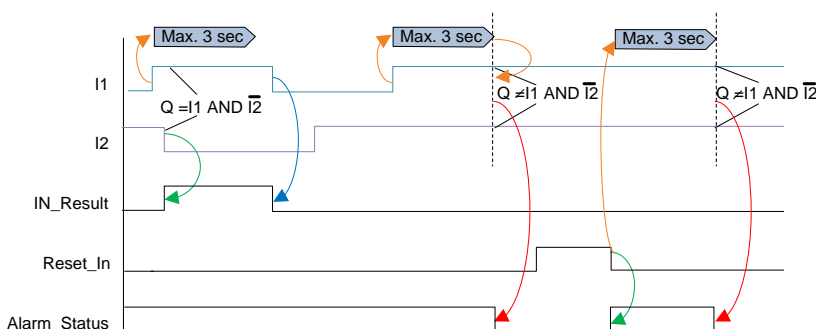 Max. 3 sec
Max. 3 sec
Max. 3 sec
I1
Q =I1 AND I̅2̅
Q ≠I1 AND I̅2̅
Q ≠I1 AND I̅2̅
I2
IN_Result
Reset_In
Alarm_Status